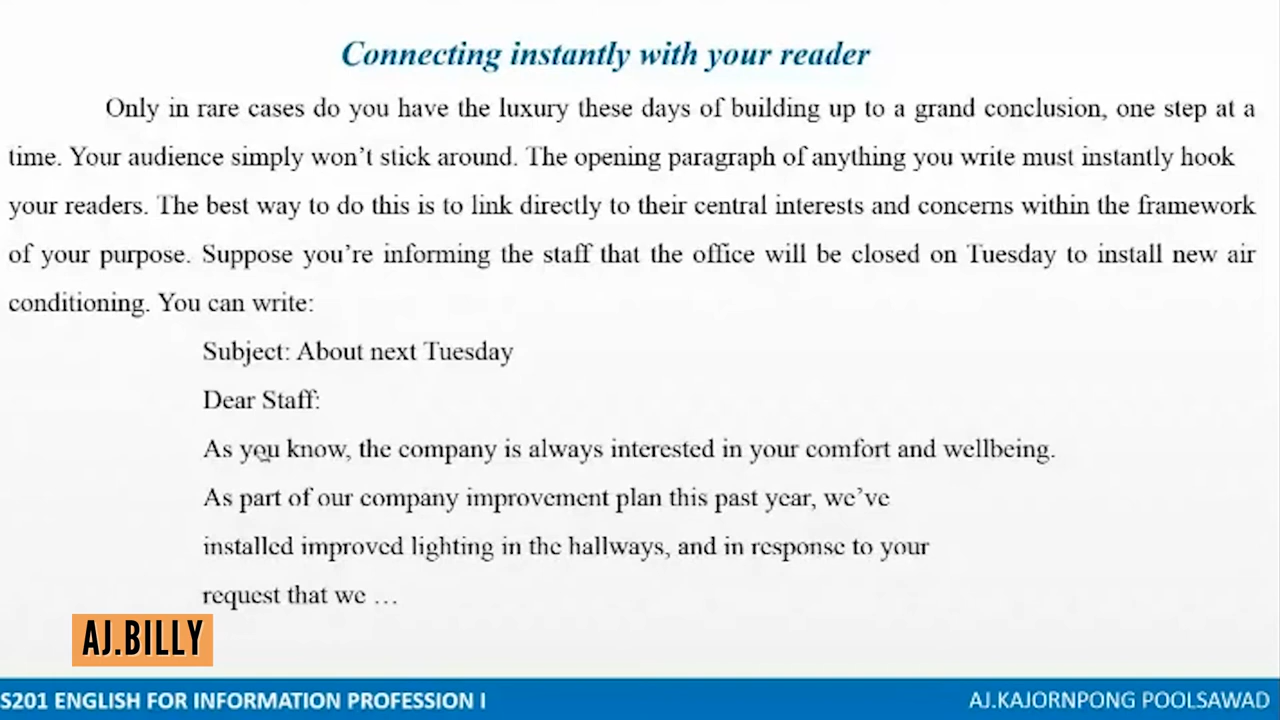 Connecting instantly with your reader
Only in rare cases do you have the luxury these days of building up to a grand conclusion, one step at a
time. Your audience simply won’t stick around. The opening paragraph of anything you write must instantly hook
your readers. The best way to do this is to link directly to their central interests and concerns within the framework
of your purpose. Suppose you’re informing the staff that the office will be closed on Tuesday to install new air
conditioning. You can write:
Subject: About next Tuesday
Dear Staff:
As you know, the company is always interested in your comfort and wellbeing.
As part of our company improvement plan this past year, we’ve
installed improved lighting in the hallways, and in response to your
request that we …
AJ.BILLY
S201 ENGLISH FOR INFORMATION PROFESSION I
AJ.KAJORNPONG POOLSAWAD